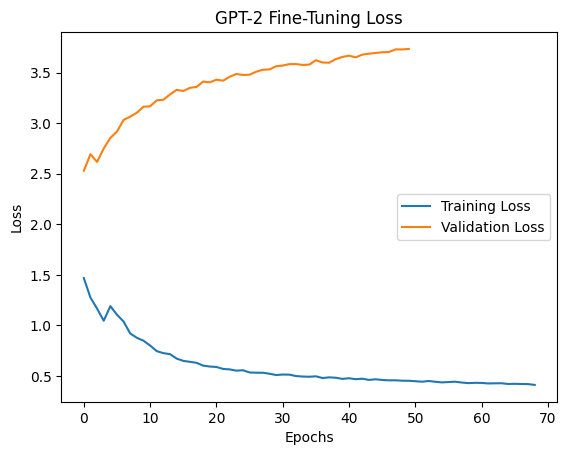 GPT-2 Fine-Tuning Loss
3.5
3.0
2.5
2.0
1.5
1.0
0.5
Loss
Training Loss
Validation Loss
0 10 20 30 40 50 60 70
Epochs